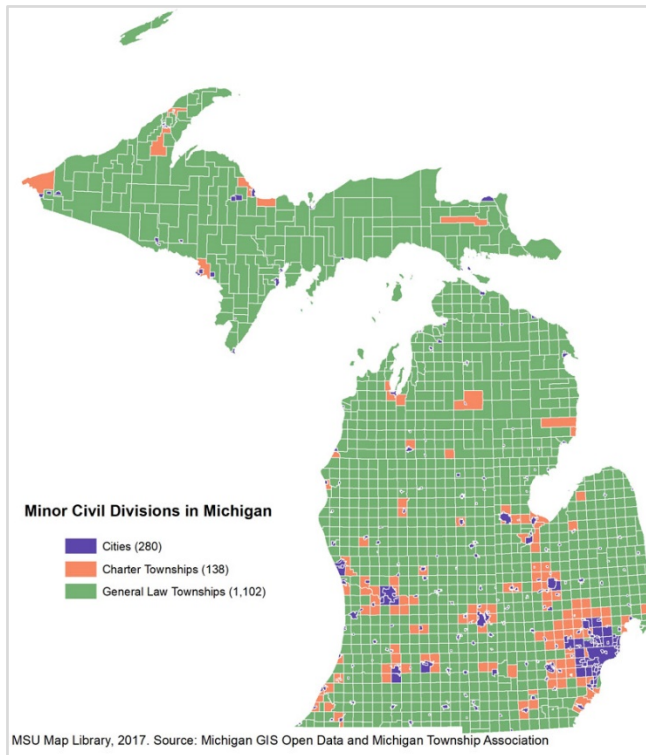 Minor Civil Divisions in Michigan
Cities (280)
Charter Townships (138)
General Law Townships (1,102)
MSU Map Library, 2017. Source: Michigan GIS Open Data and Michigan Township Association